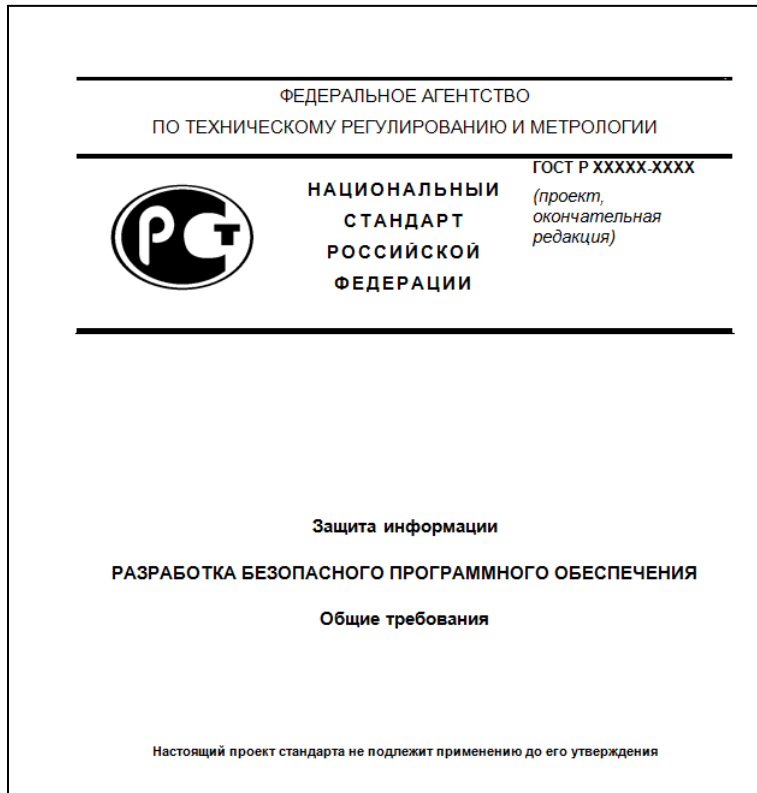 ФЕДЕРАЛЬНОЕ АГЕНТСТВО
ПО ТЕХНИЧЕСКОМУ РЕГУЛИРОВАНИЮ И МЕТРОЛОГИИ
РСТ
НАЦИОНАЛЬНЫЙ
СТАНДАРТ
РОССИЙСКОЙ
ФЕДЕРАЦИИ
ГОСТ Р ХХХХХ-ХХХХ
(проект,
окончательная
редакция)
Защита информации
РАЗРАБОТКА БЕЗОПАСНОГО ПРОГРАММНОГО ОБЕСПЕЧЕНИЯ
Общие требования
Настоящий проект стандарта не подлежит применению до его утверждения